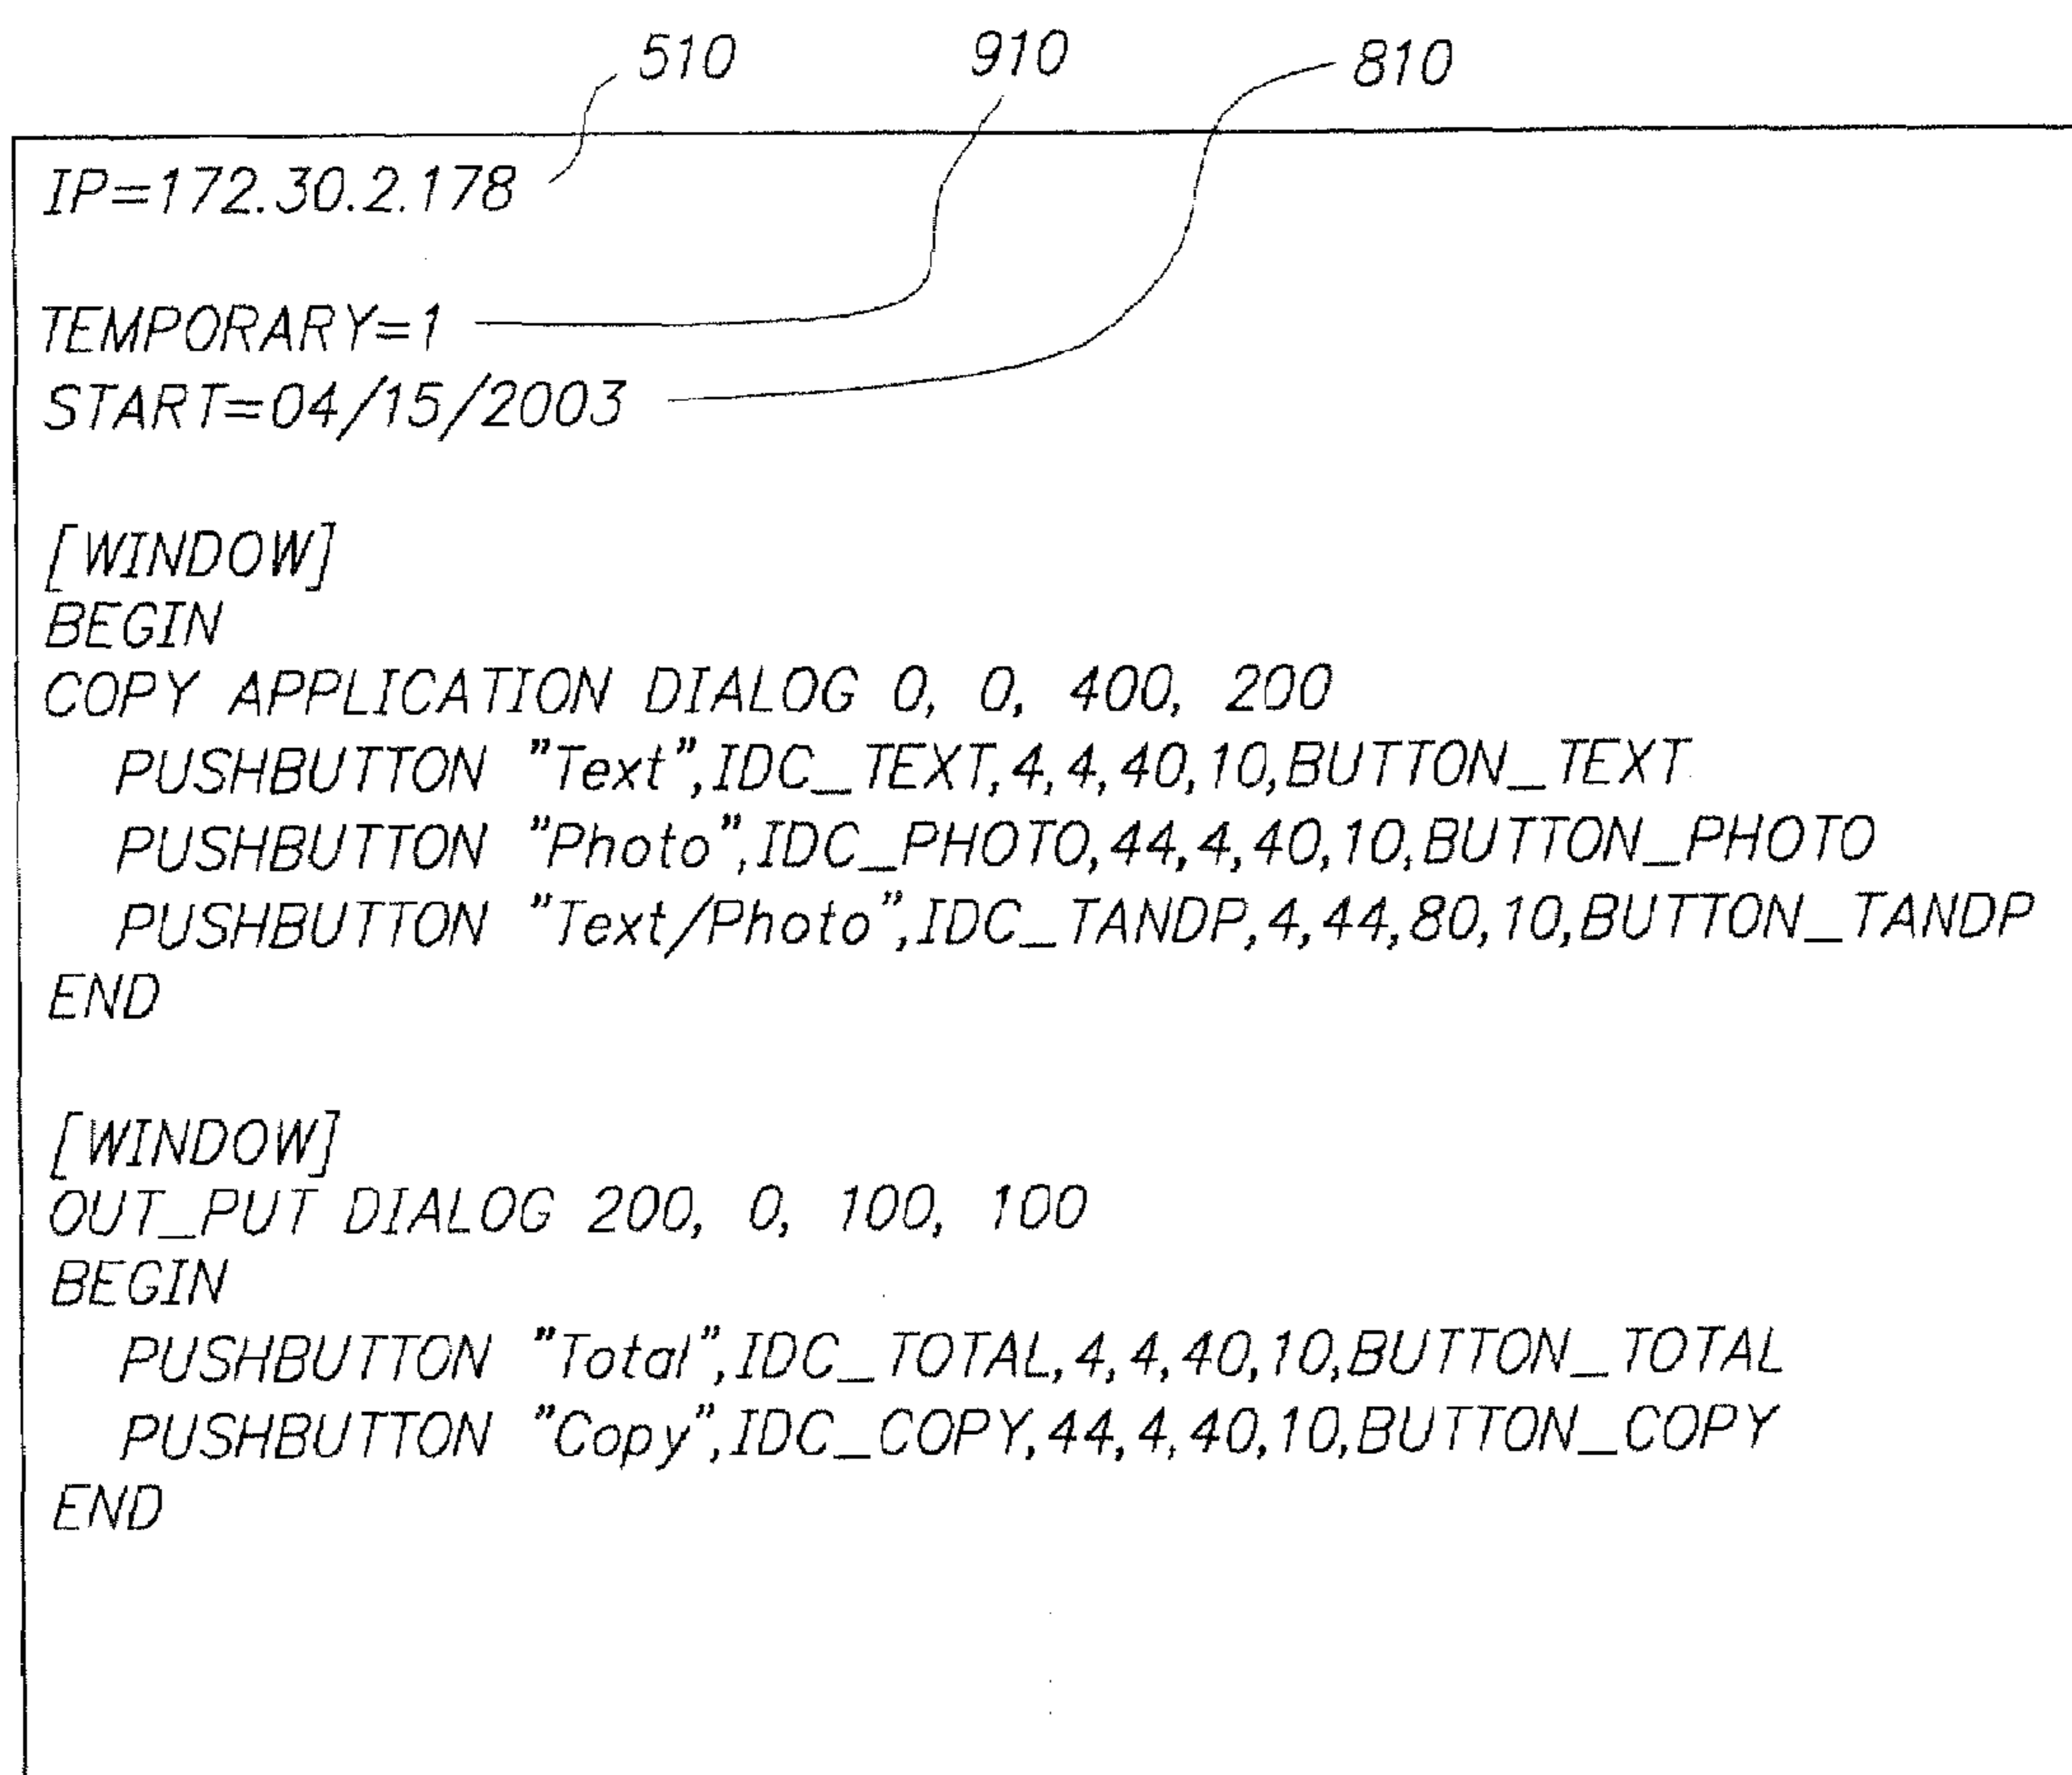 510 910 810
IP=172.30.2.178
TEMPORARY=1
START=04/15/2003
[WINDOW]
BEGIN
COPY APPLICATION DIALOG 0, 0, 400, 200
PUSHBUTTON "Text",IDC_TEXT,4,4,40,10,BUTTON_TEXT
PUSHBUTTON "Photo",IDC_PHOTO,44,4,40,10,BUTTON_PHOTO
PUSHBUTTON "Text/Photo",IDC_TANDP,4,44,80,10,BUTTON_TANDP
END
[WINDOW]
OUT_PUT DIALOG 200, 0, 100, 100
BEGIN
PUSHBUTTON "Total",IDC_TOTAL,4,4,40,10,BUTTON_TOTAL
PUSHBUTTON "Copy",IDC_COPY,44,4,40,10,BUTTON_COPY
END